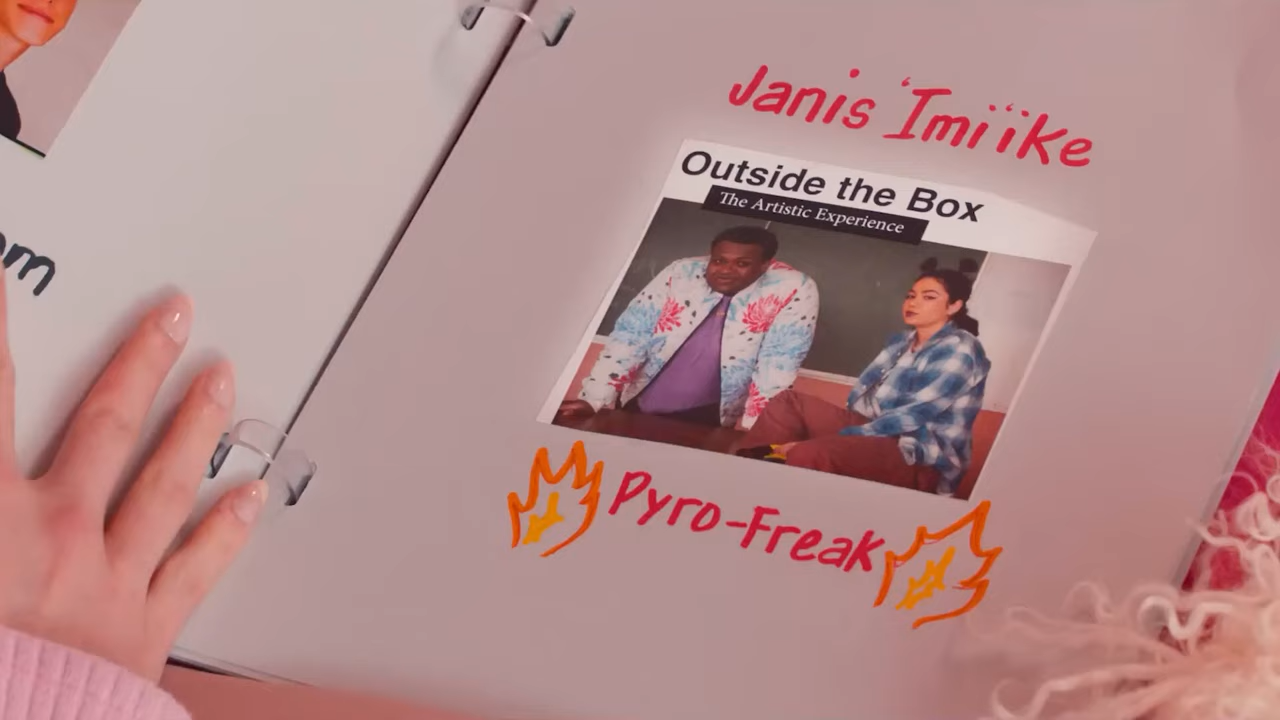 Janis 'Imi'ike
Outside the Box
The Artistic Experience
Pyro-Freak